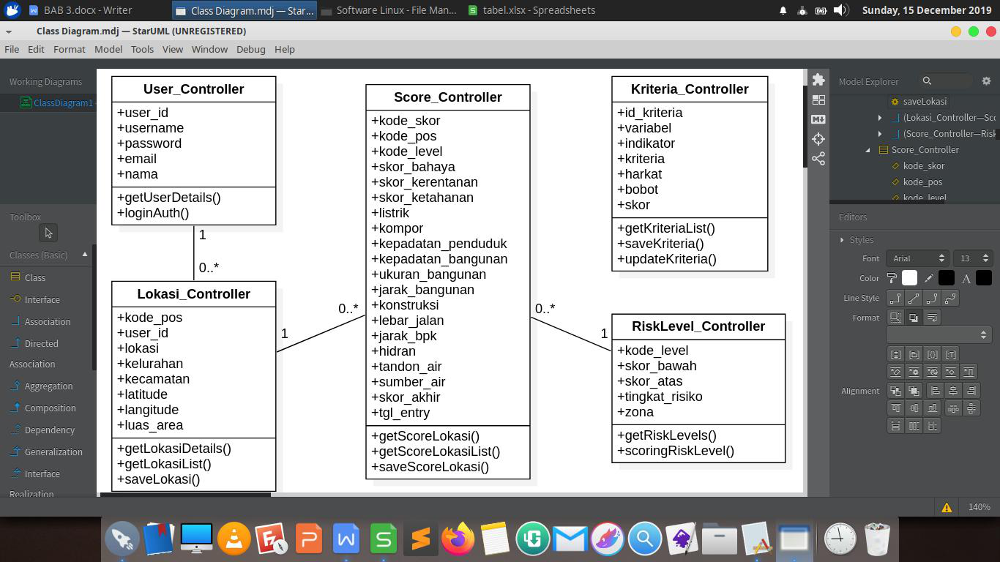 BAB 3.docx - Writer
Class Diagram.mdj — Star...
Software Linux - File Man...
tabel.xlsx - Spreadsheets
Sunday, 15 December 2019
Class Diagram.mdj — StarUML (UNREGISTERED)
File Edit Format Model Tools View Window Debug Help
Working Diagrams
ClassDiagram1
Toolbox
Classes (Basic)
Class
Interface
Association
Directed
Association
Aggregation
Composition
Dependency
Generalization
Interface
Realization
User_Controller
+user_id
+username
+password
+email
+nama
+getUserDetails()
+loginAuth()
1
0..*
Lokasi_Controller
+kode_pos
+user_id
+lokasi
+kelurahan
+kecamatan
+latitude
+langitude
+luas_area
+getLokasiDetails()
+getLokasiList()
+saveLokasi()
1
0..*
Score_Controller
+kode_skor
+kode_pos
+kode_level
+skor_bahaya
+skor_kerentanan
+skor_ketahanan
+listrik
+kompor
+kepadatan_penduduk
+kepadatan_bangunan
+ukuran_bangunan
+jarak_bangunan
+konstruksi
+lebar_jalan
+jarak_bpk
+hidran
+tandon_air
+sumber_air
+skor_akhir
+tgl_entry
+getScoreLokasi()
+getScoreLokasiList()
+saveScoreLokasi()
0..*
1
Kriteria_Controller
+id_kriteria
+variabel
+indikator
+kriteria
+harkat
+bobot
+skor
+getKriteriaList()
+saveKriteria()
+updateKriteria()
RiskLevel_Controller
+kode_level
+skor_bawah
+skor_atas
+tingkat_risiko
+zona
+getRiskLevels()
+scoringRiskLevel()
Model Explorer
saveLokasi
(Lokasi_Controller—Sco
(Score_Controller—Risk
Score_Controller
kode_skor
kode_pos
kode_level
Editors
Styles
Font Arial 13
Color
Line Style
Format
Alignment
140%